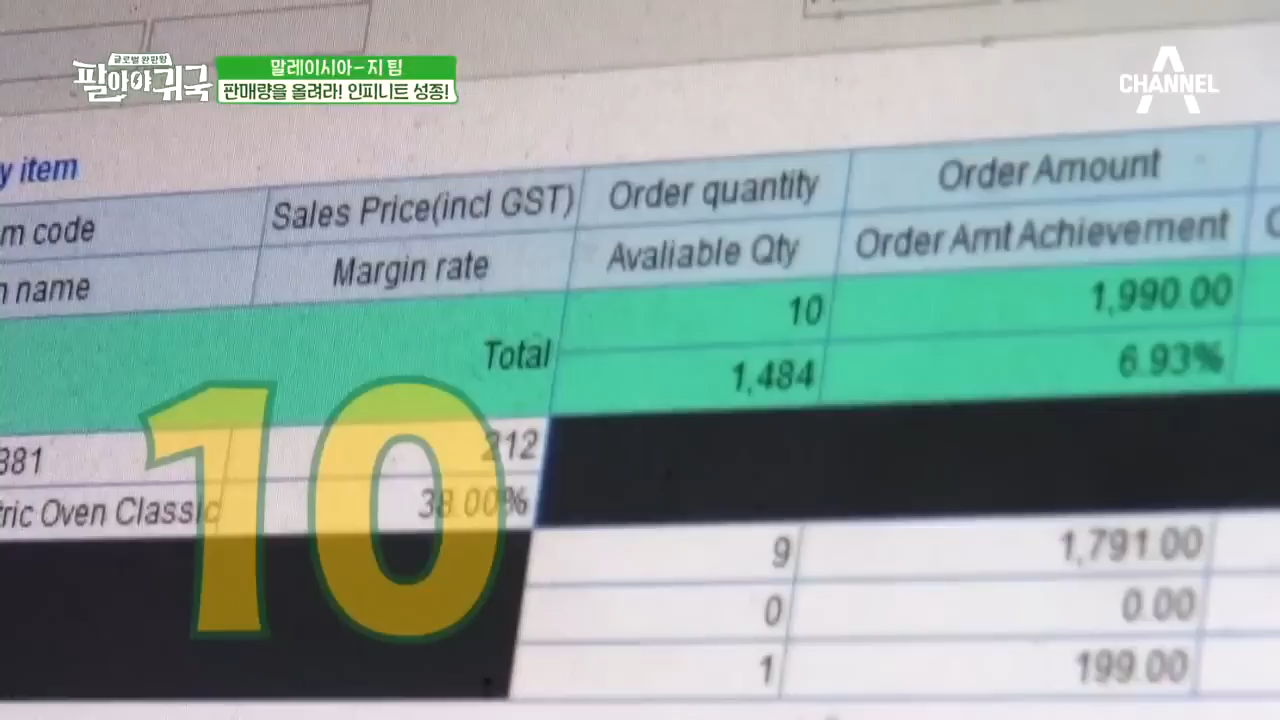 글로벌 완판왕
팔아야 귀국
말레이시아-지 팀
판매량을 올려라! 인피니트 성종!
CHANNEL A
y item
m code
Sales Price(incl GST)
Order quantity
Order Amount
name
Margin rate
Avaliable Qty
Order Amt Achievement
Total
10
1,990.00
1,484
6.93%
381
212
tric Oven Classic
38.00%
10
9
1,791.00
0
0.00
1
199.00